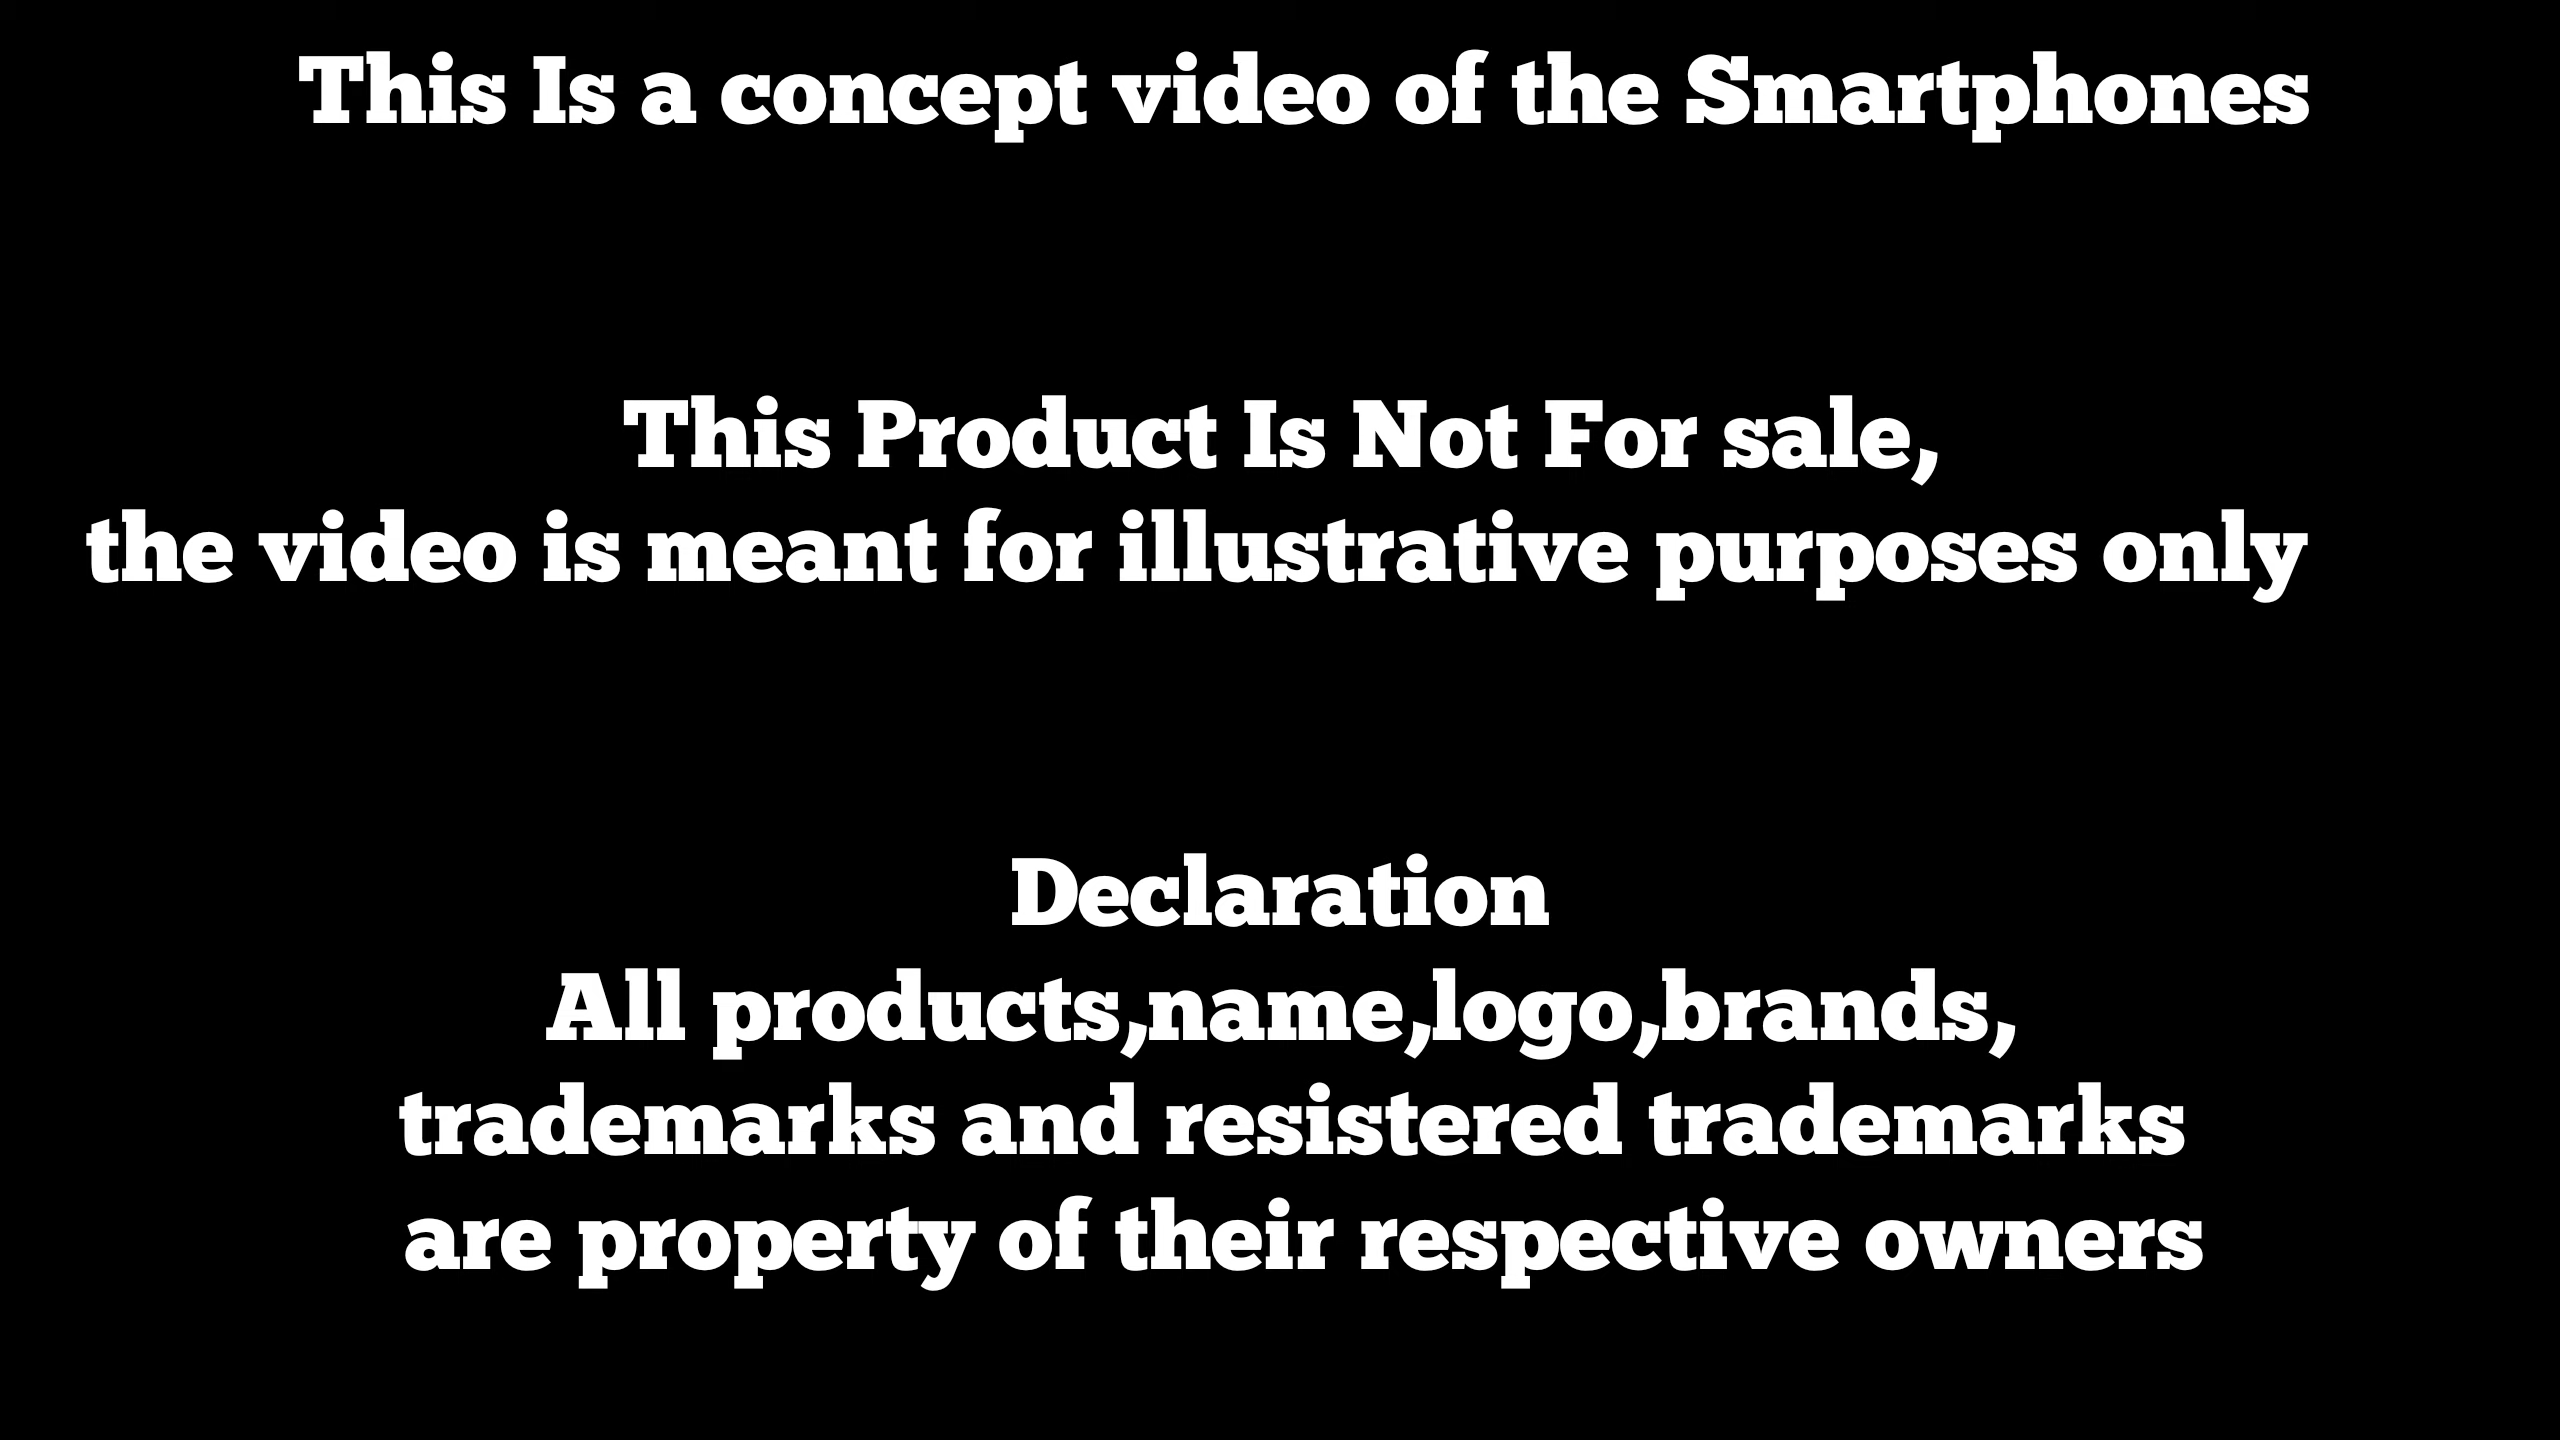 This Is a concept video of the Smartphones
This Product Is Not For sale,
the video is meant for illustrative purposes only
Declaration
All products,name,logo,brands,
trademarks and resistered trademarks
are property of their respective owners